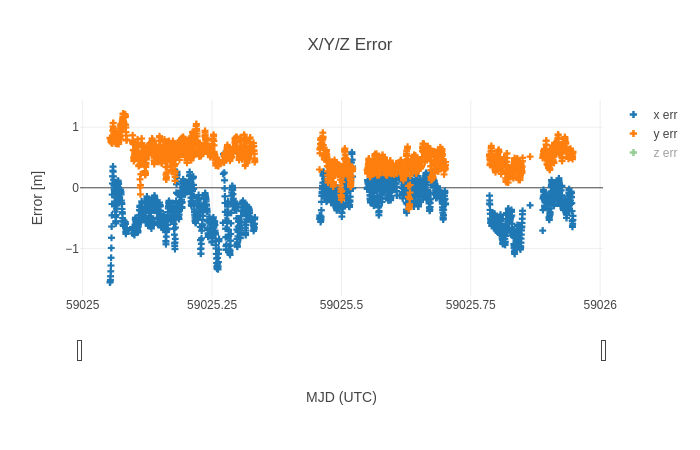 X/Y/Z Error
Error [m]
1
0
−1
x err
y err
z err
59025
59025.25
59025.5
59025.75
59026
MJD (UTC)